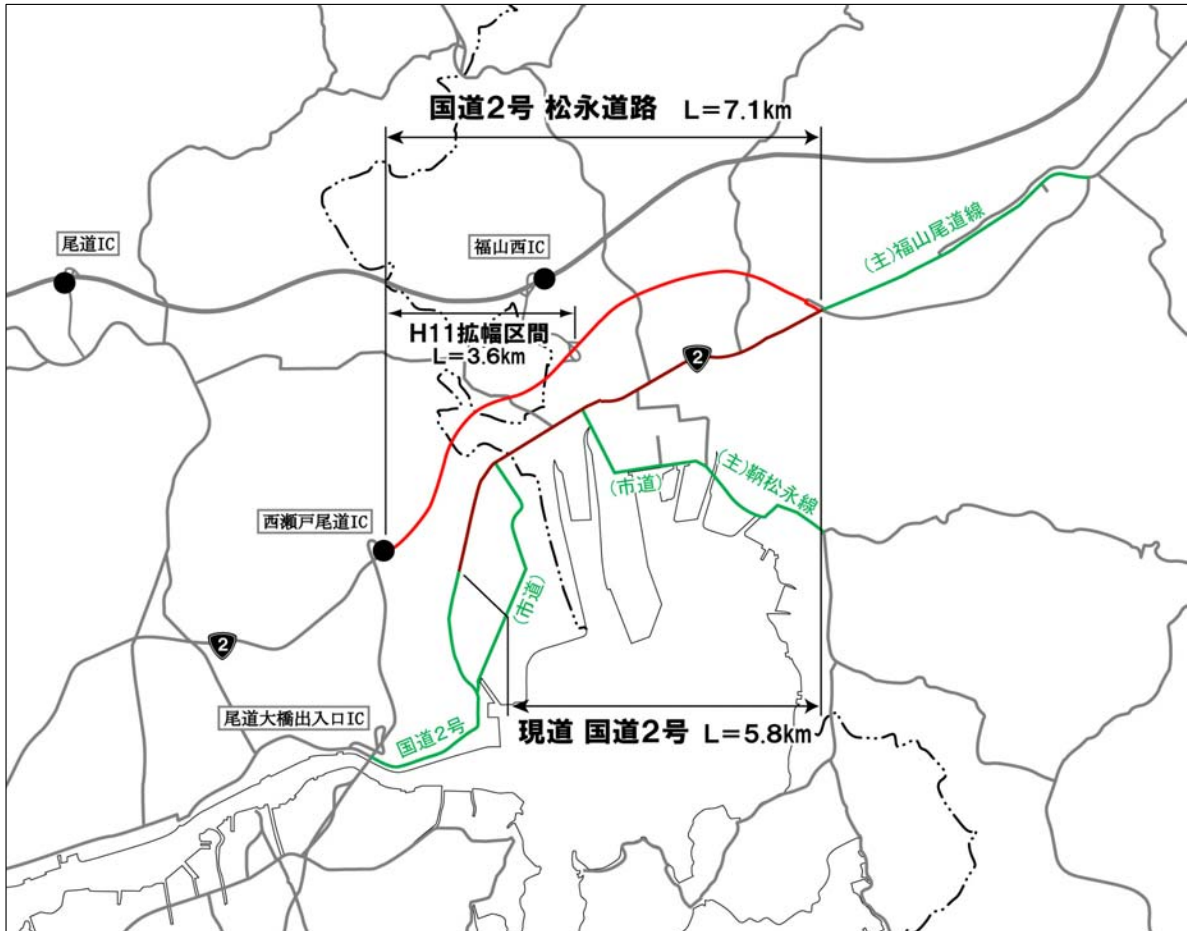 国道2号 松永道路 L=7.1km
(主)福山尾道線
尾道IC
福山西IC
H11拡幅区間
L=3.6km
2
(主)鞆松永線
(市道)
西瀬戸尾道IC
(市道)
2
尾道大橋出入口IC
国道2号
現道 国道2号 L=5.8km